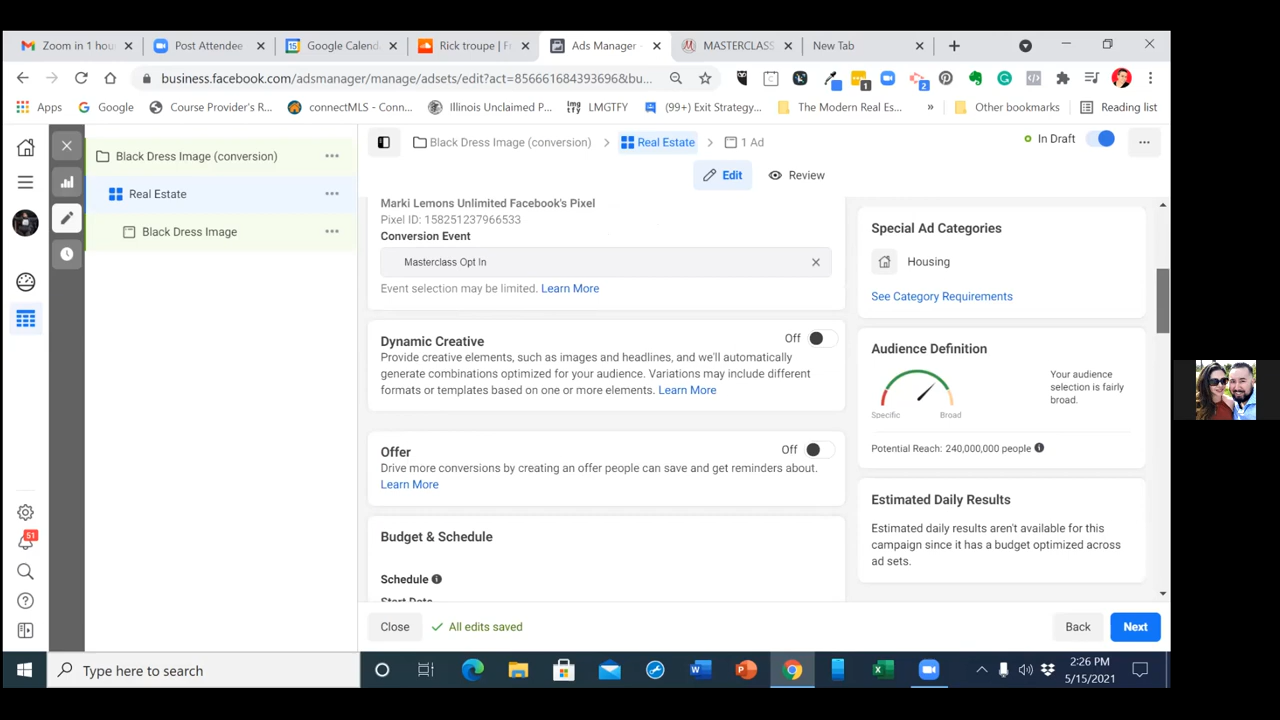 Zoom in 1 hou
Post Attendee
Google Calend
Rick troupe | Fr
Ads Manager
MASTERCLASS
New Tab
business.facebook.com/adsmanager/manage/adsets/edit?act=856661684393696&bu...
1
2
Apps
Google
Course Provider's R...
connectMLS - Conn...
Illinois Unclaimed P...
img
FTW
LMGTFY
(99+) Exit Strategy...
The Modern Real Es...
»
Other bookmarks
Reading list
Black Dress Image (conversion)
Real Estate
Black Dress Image
Black Dress Image (conversion) > Real Estate > 1 Ad
In Draft
Edit
Review
Marki Lemons Unlimited Facebook's Pixel
Pixel ID: 158251237966533
Conversion Event
Masterclass Opt In
Event selection may be limited. Learn More
Dynamic Creative
Off
Provide creative elements, such as images and headlines, and we'll automatically
generate combinations optimized for your audience. Variations may include different
formats or templates based on one or more elements. Learn More
Offer
Off
Drive more conversions by creating an offer people can save and get reminders about.
Learn More
Budget & Schedule
Schedule
Start Date
Special Ad Categories
Housing
See Category Requirements
Audience Definition
Your audience
selection is fairly
broad.
Specific
Broad
Potential Reach: 240,000,000 people
Estimated Daily Results
Estimated daily results aren't available for this
campaign since it has a budget optimized across
ad sets.
51
Close
All edits saved
Back
Next
Type here to search
2:26 PM
5/15/2021